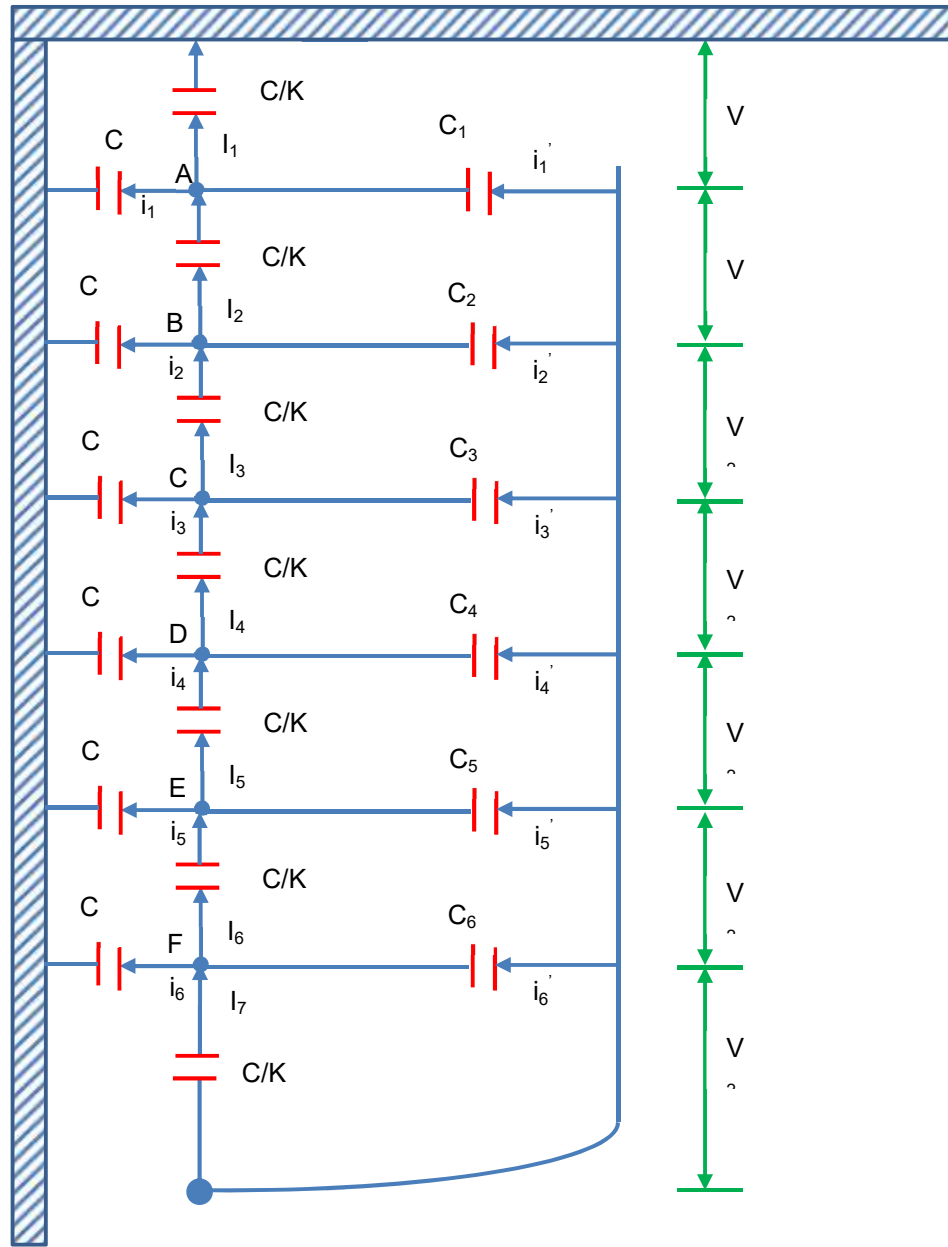 C/K
V
C
I₁
C₁
i₁'
A
i₁
C/K
V
C
I₂
C₂
B
i₂
i₂'
C/K
V
C
I₃
C₃
C
i₃
i₃'
C/K
V
C
I₄
C₄
D
i₄
i₄'
C/K
V
C
I₅
C₅
E
i₅
i₅'
C/K
V
C
I₆
C₆
F
i₆
I₇
i₆'
C/K
V